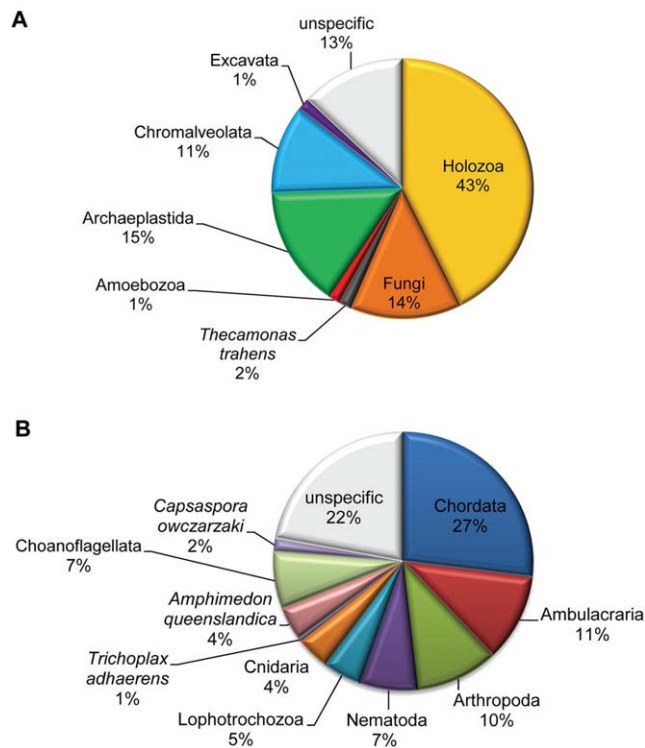 A
unspecific
13%
Excavata
1%
Chromalveolata
11%
Holozoa
43%
Archaeplastida
15%
Amoebozoa
1%
Fungi
14%
Thecamonas
trahens
2%
B
unspecific
22%
Chordata
27%
Capsaspora
owczarzaki
2%
Choanoflagellata
7%
Amphimedon
queenslandica
4%
Ambulacraria
11%
Trichoplax
adhaerens
1%
Cnidaria
4%
Arthropoda
10%
Lophotrochozoa
5%
Nematoda
7%